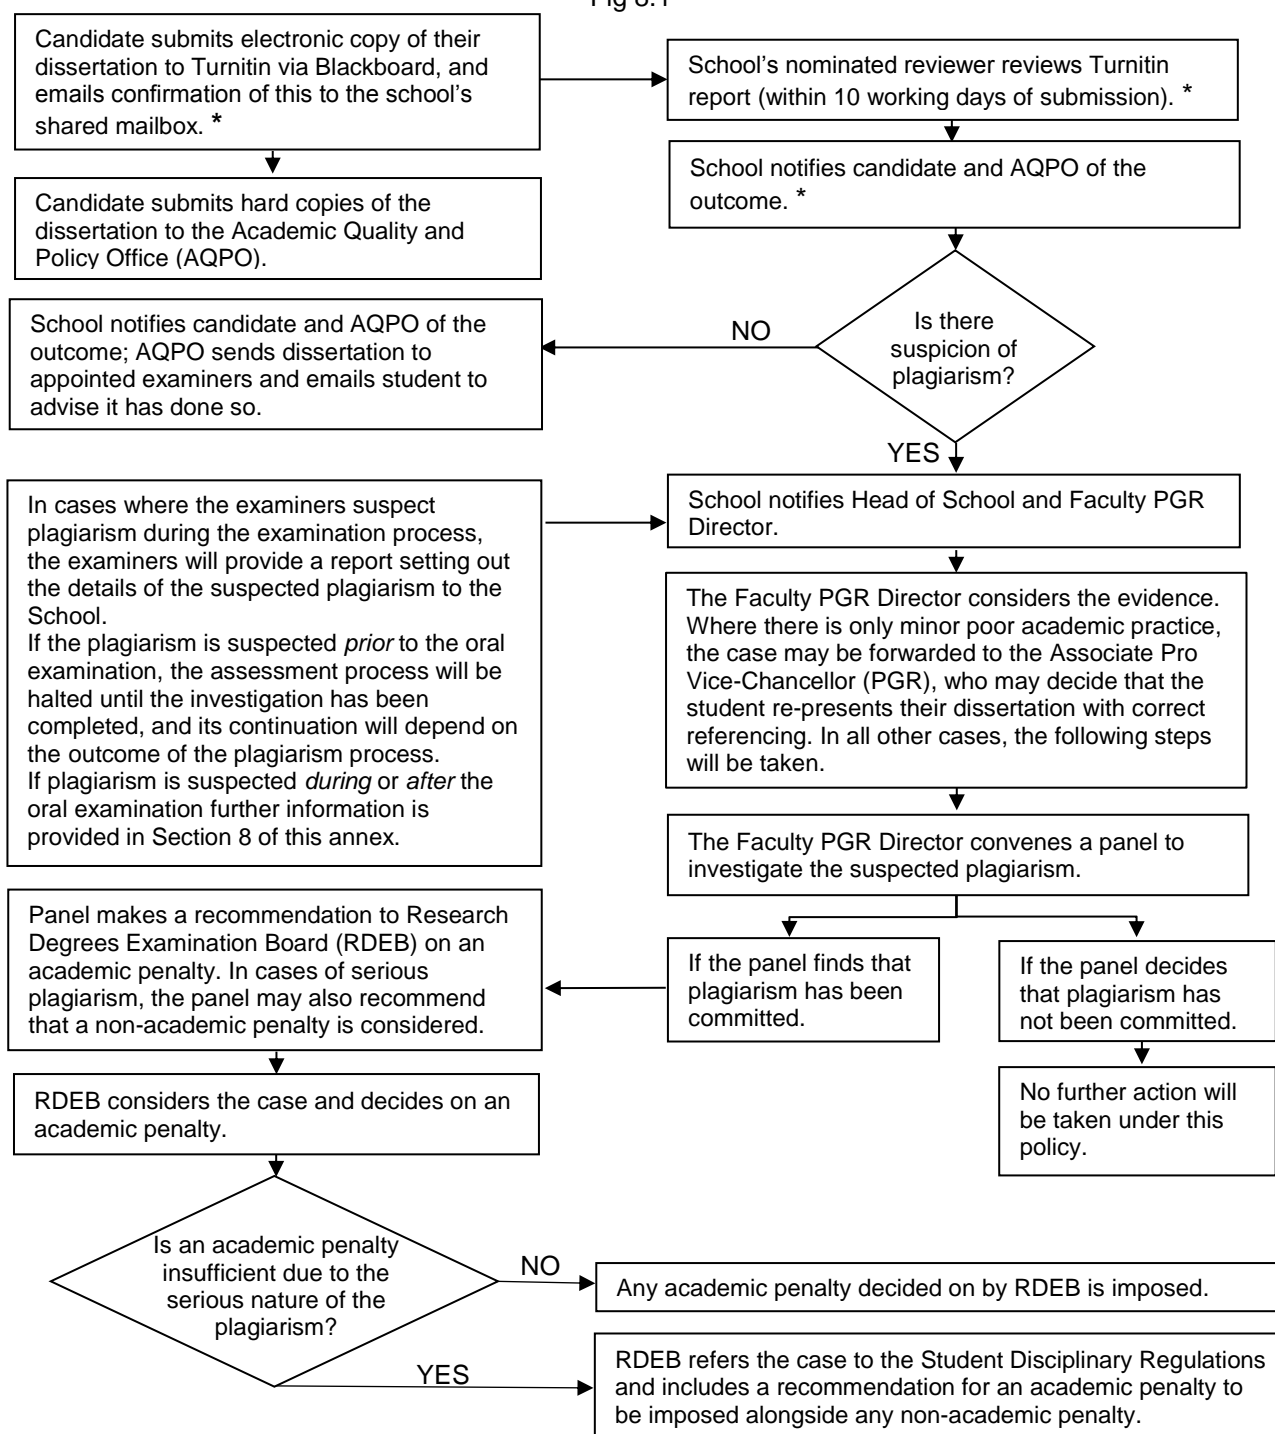 Fig 8.1
Candidate submits electronic copy of their
dissertation to Turnitin via Blackboard, and
emails confirmation of this to the school's
shared mailbox. *
School's nominated reviewer reviews Turnitin
report (within 10 working days of submission). *
Candidate submits hard copies of the
dissertation to the Academic Quality and
Policy Office (AQPO).
School notifies candidate and AQPO of the
outcome. *
Is there
suspicion of
plagiarism?
NO
School notifies candidate and AQPO of the
outcome; AQPO sends dissertation to
appointed examiners and emails student to
advise it has done so.
YES
School notifies Head of School and Faculty PGR
Director.
In cases where the examiners suspect
plagiarism during the examination process,
the examiners will provide a report setting out
the details of the suspected plagiarism to the
School.
If the plagiarism is suspected prior to the oral
examination, the assessment process will be
halted until the investigation has been
completed, and its continuation will depend on
the outcome of the plagiarism process.
If plagiarism is suspected during or after the
oral examination further information is
provided in Section 8 of this annex.
The Faculty PGR Director considers the evidence.
Where there is only minor poor academic practice,
the case may be forwarded to the Associate Pro
Vice-Chancellor (PGR), who may decide that the
student re-presents their dissertation with correct
referencing. In all other cases, the following steps
will be taken.
The Faculty PGR Director convenes a panel to
investigate the suspected plagiarism.
If the panel finds that
plagiarism has been
committed.
If the panel decides
that plagiarism has
not been committed.
No further action will
be taken under this
policy.
Panel makes a recommendation to Research
Degrees Examination Board (RDEB) on an
academic penalty. In cases of serious
plagiarism, the panel may also recommend
that a non-academic penalty is considered.
RDEB considers the case and decides on an
academic penalty.
Is an academic penalty
insufficient due to the
serious nature of the
plagiarism?
NO
Any academic penalty decided on by RDEB is imposed.
YES
RDEB refers the case to the Student Disciplinary Regulations
and includes a recommendation for an academic penalty to
be imposed alongside any non-academic penalty.